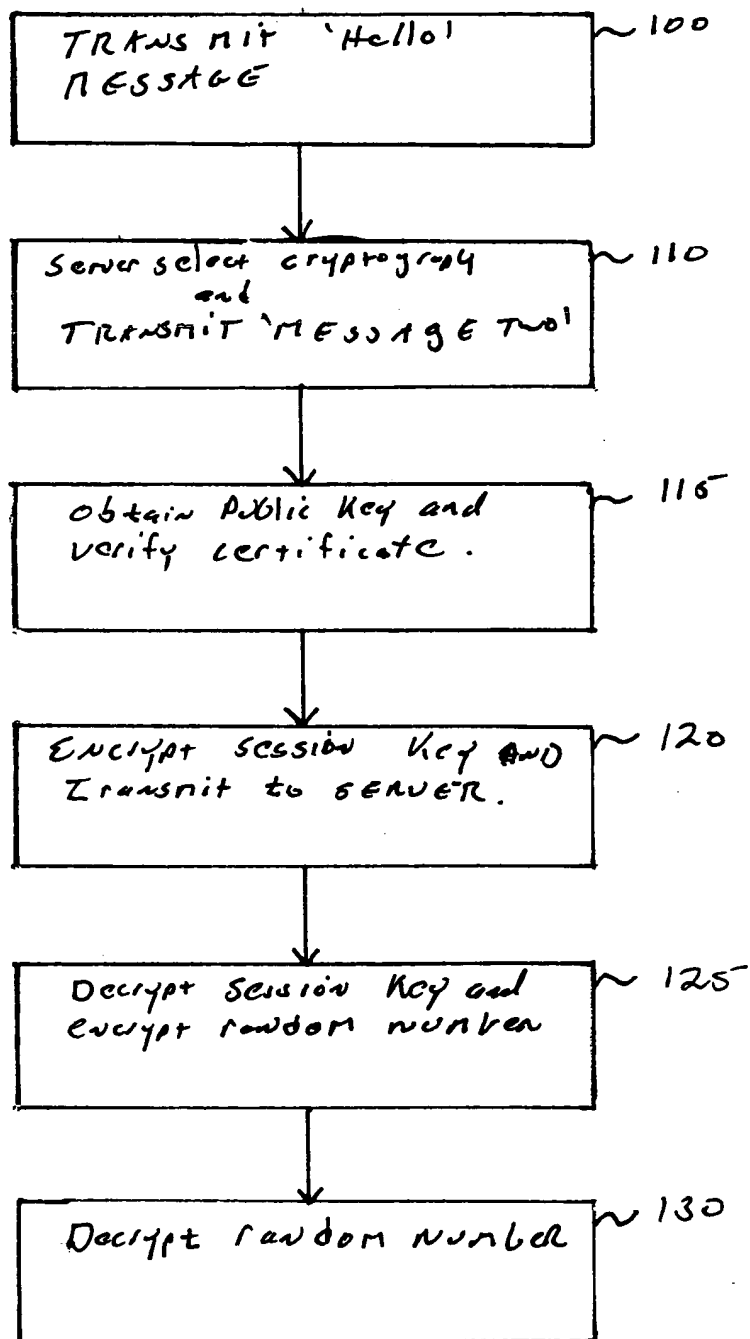 TRANSMIT 'Hello' 100
MESSAGE
Server select cryptography 110
and
TRANSMIT 'MESSAGE TWO'
Obtain Public Key and 115
verify certificate.
Encrypt session Key AND 120
Transmit to SERVER.
Decrypt Session Key and 125
encrypt random number
Decrypt random number 130